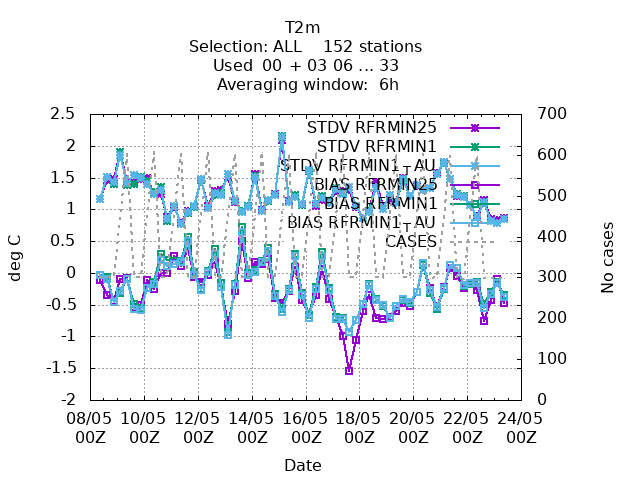 T2m
Selection: ALL 152 stations
Used 00 + 03 06 ... 33
Averaging window: 6h
2.5
2
1.5
1
0.5
0
-0.5
-1
-1.5
-2
deg C
700
600
500
400
300
200
100
0
No cases
STDV RFRMIN25
STDV RFRMIN1
STDV RFRMIN1_AU
BIAS RFRMIN25
BIAS RFRMIN1
BIAS RFRMIN1_AU
CASES
08/05 10/05 12/05 14/05 16/05 18/05 20/05 22/05 24/05
00Z 00Z 00Z 00Z 00Z 00Z 00Z 00Z 00Z
Date